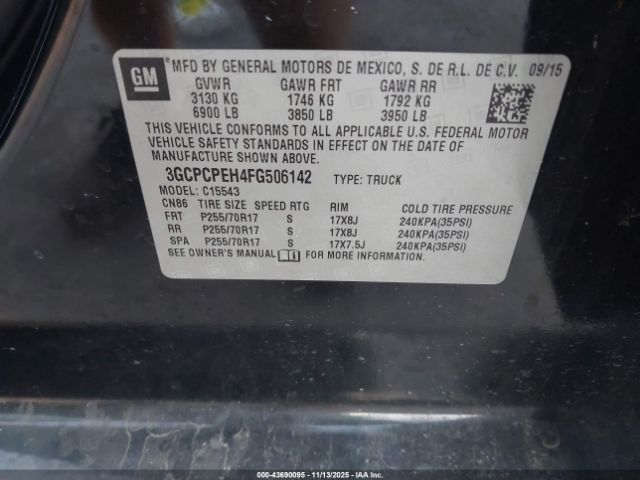 GM
®MFD BY GENERAL MOTORS DE MEXICO, S. DE R.L. DE C.V. 09/15
GVWR GAWR FRT GAWR RR
3130 KG 1746 KG 1792 KG
6900 LB 3850 LB 3950 LB
THIS VEHICLE CONFORMS TO ALL APPLICABLE U.S. FEDERAL MOTOR
VEHICLE SAFETY STANDARDS IN EFFECT ON THE DATE OF
MANUFACTURE SHOWN ABOVE.
3GCPCPEH4FG506142 TYPE: TRUCK
MODEL: C15543
CN86 TIRE SIZE SPEED RTG RIM COLD TIRE PRESSURE
FRT P255/70R17 S 17X8J 240KPA(35PSI)
RR P255/70R17 S 17X8J 240KPA(35PSI)
SPA P255/70R17 S 17X7.5J 240KPA(35PSI)
SEE OWNER'S MANUAL FOR MORE INFORMATION.
000-43690095 - 11/13/2025 - Copyright © IAA, Inc.